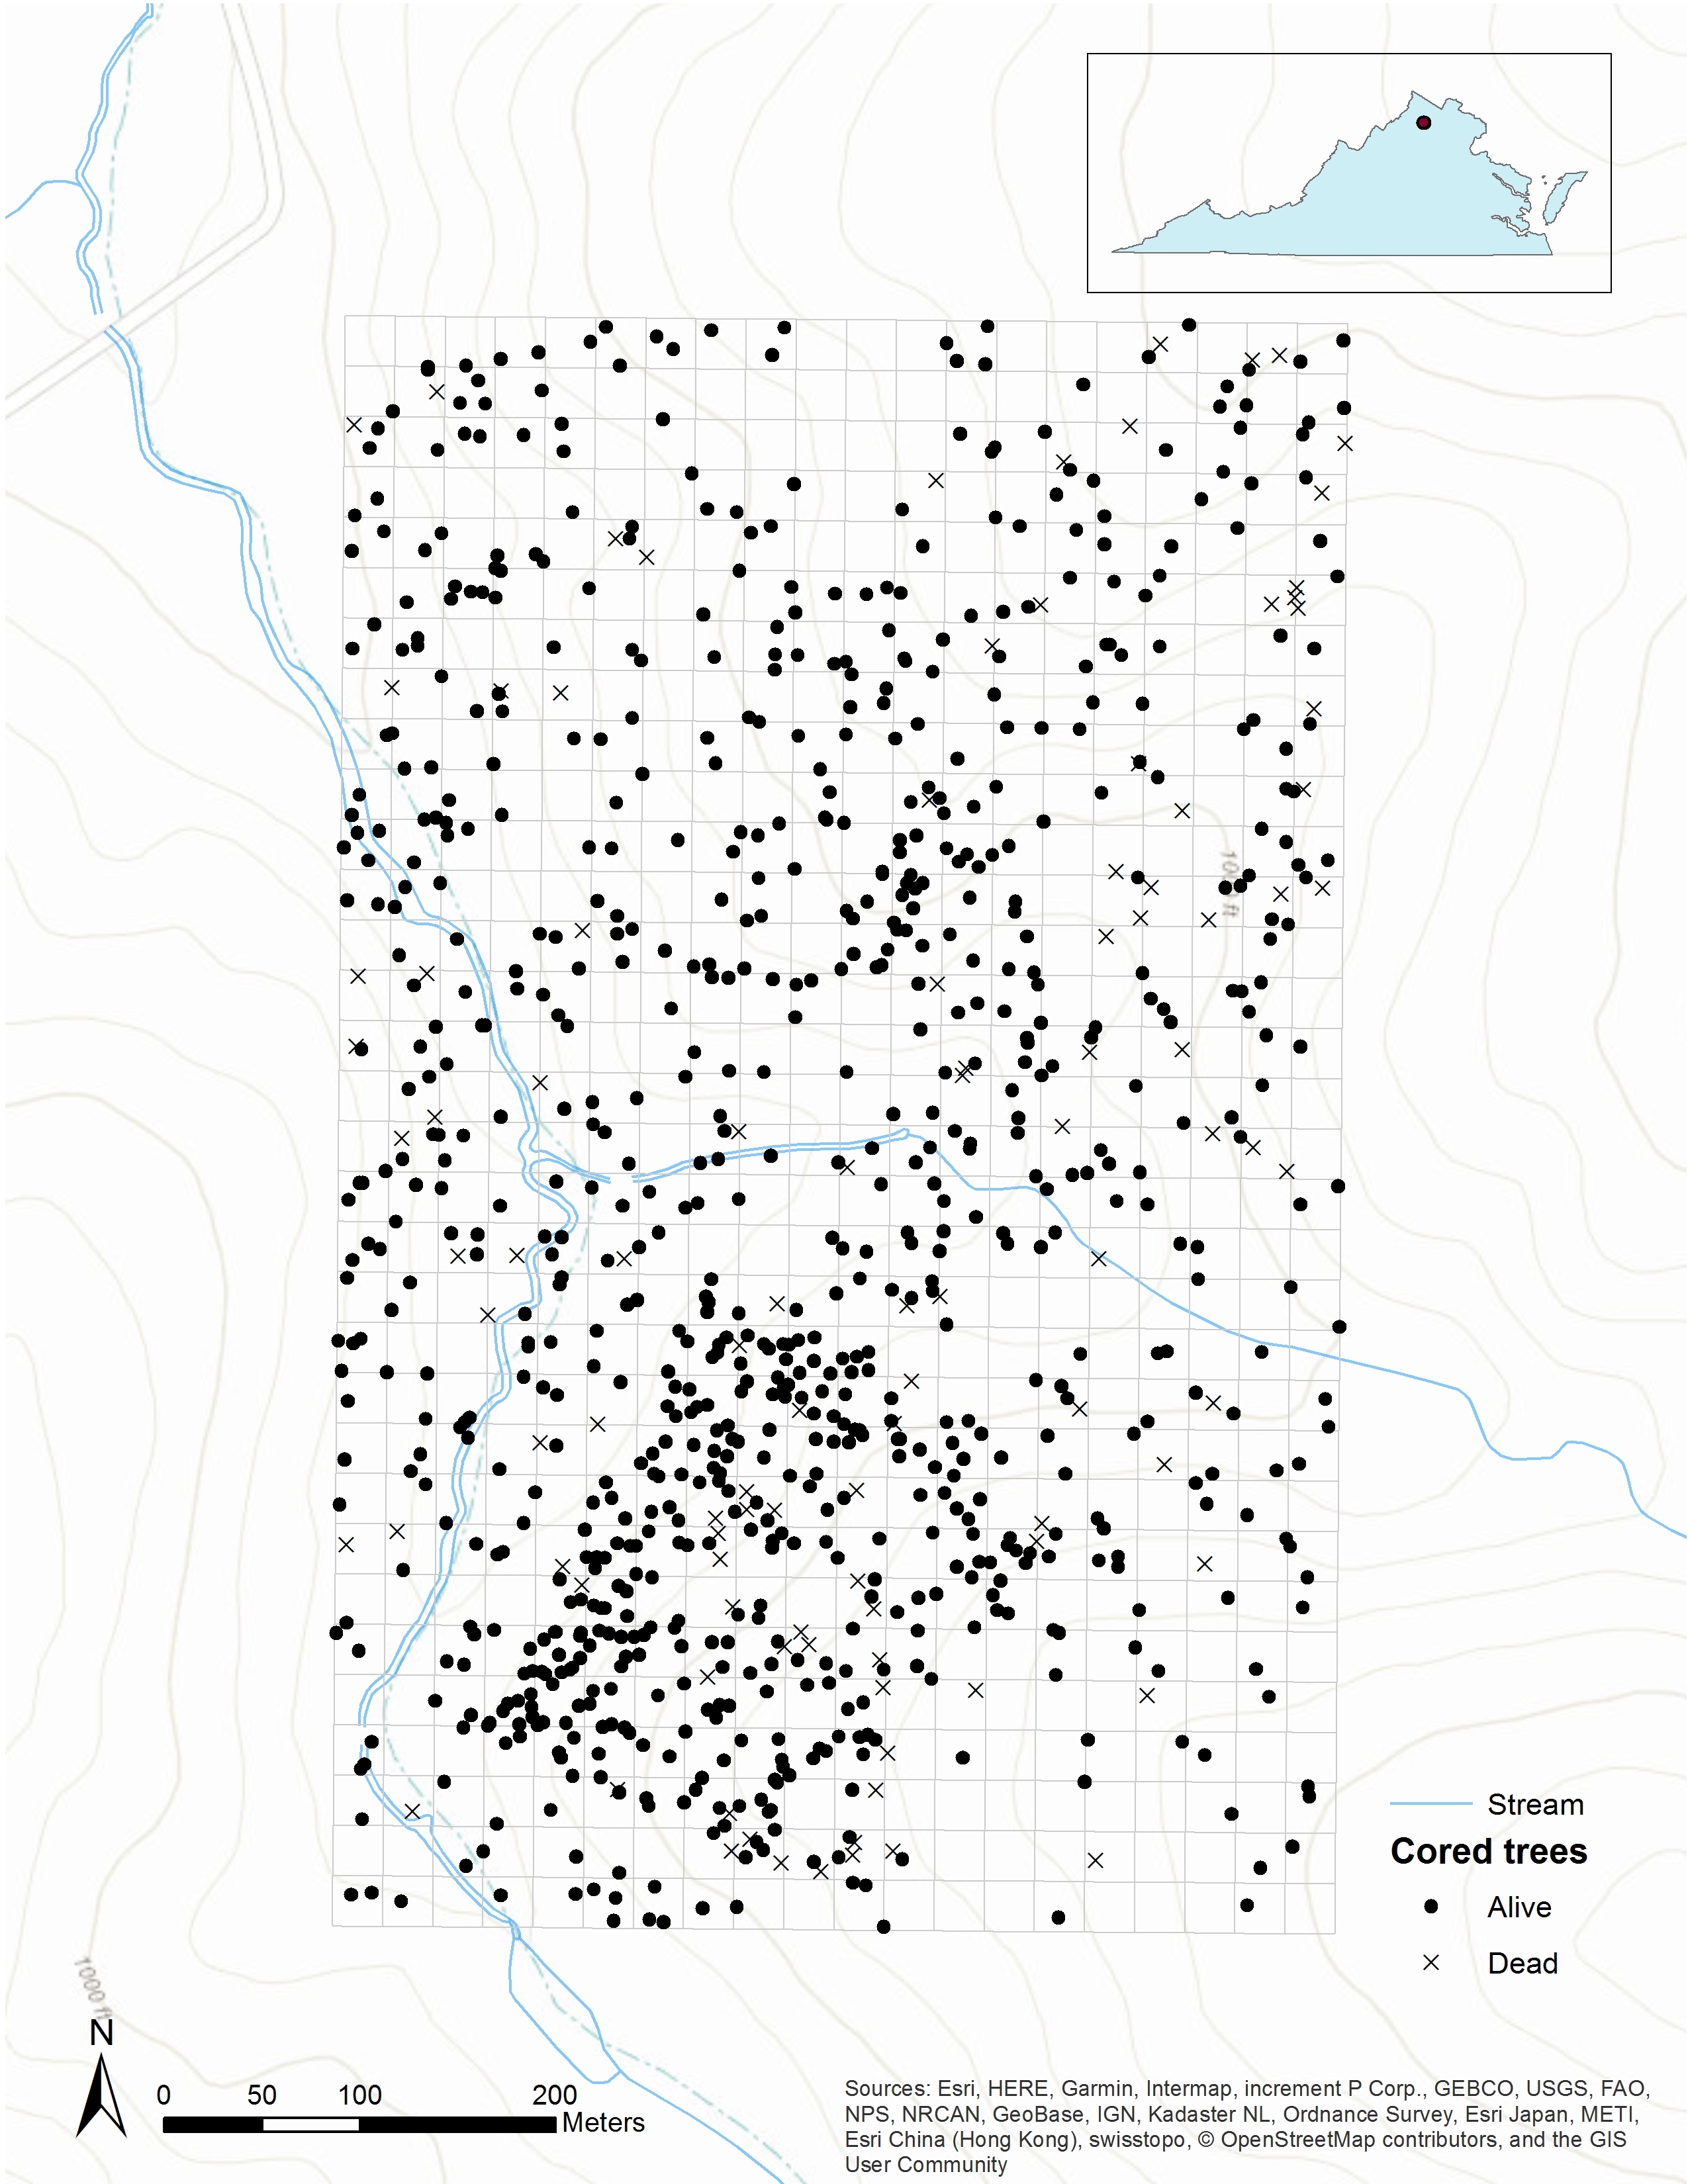 1000 ft
Stream
Cored trees
Alive
Dead
1000 ft
N
0 50 100 200
Meters
Sources: Esri, HERE, Garmin, Intermap, increment P Corp., GEBCO, USGS, FAO,
NPS, NRCAN, GeoBase, IGN, Kadaster NL, Ordnance Survey, Esri Japan, METI,
Esri China (Hong Kong), swisstopo, © OpenStreetMap contributors, and the GIS
User Community